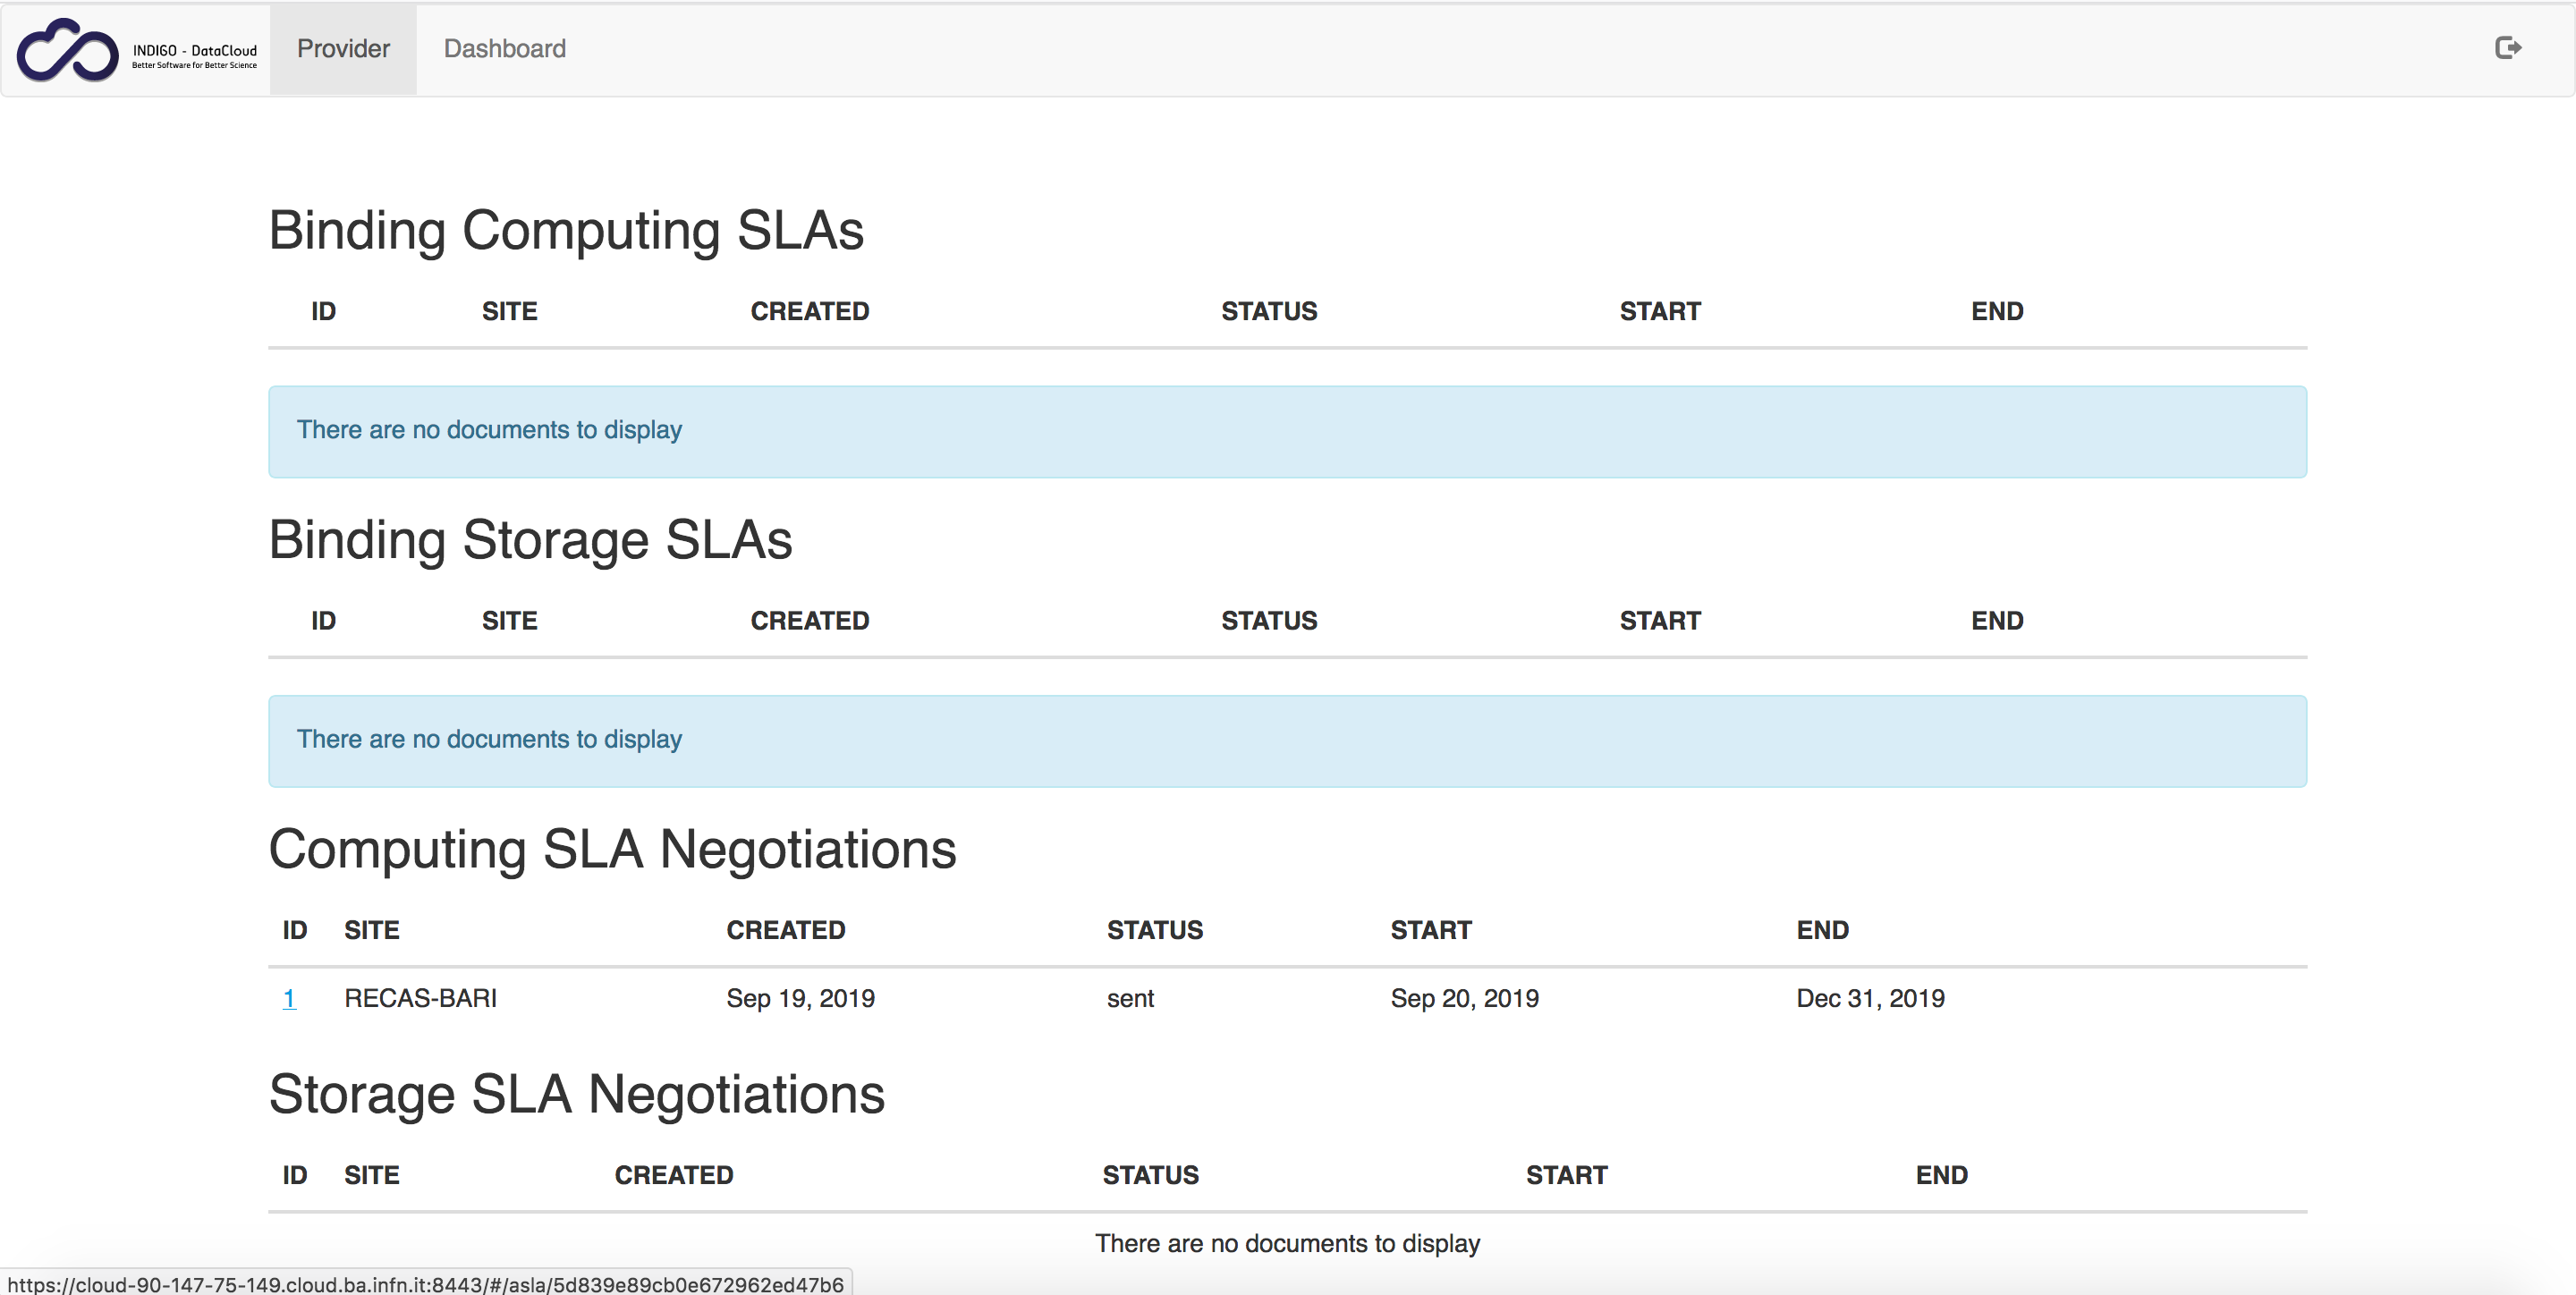 INDIGO - DataCloud
Better Software for Better Science
Provider Dashboard
Binding Computing SLAs
ID SITE CREATED STATUS START END
There are no documents to display
Binding Storage SLAs
ID SITE CREATED STATUS START END
There are no documents to display
Computing SLA Negotiations
ID SITE CREATED STATUS START END
1 RECAS-BARI Sep 19, 2019 sent Sep 20, 2019 Dec 31, 2019
Storage SLA Negotiations
ID SITE CREATED STATUS START END
There are no documents to display
https://cloud-90-147-75-149.cloud.ba.infn.it:8443/#/asla/5d839e89cb0e672962ed47b6